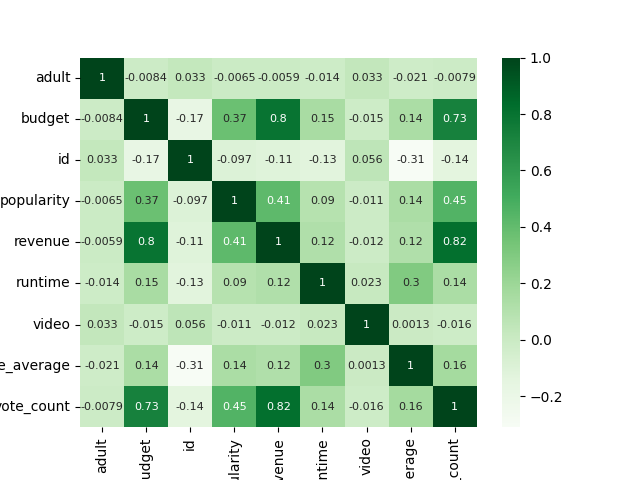 adult 1 -0.0084 0.033 -0.0065 -0.0059 -0.014 0.033 -0.021 -0.0079
budget -0.0084 1 -0.17 0.37 0.8 0.15 -0.015 0.14 0.73
id 0.033 -0.17 1 -0.097 -0.11 -0.13 0.056 -0.31 -0.14
popularity -0.0065 0.37 -0.097 1 0.41 0.09 -0.011 0.14 0.45
revenue -0.0059 0.8 -0.11 0.41 1 0.12 -0.012 0.12 0.82
runtime -0.014 0.15 -0.13 0.09 0.12 1 0.023 0.3 0.14
video 0.033 -0.015 0.056 -0.011 -0.012 0.023 1 0.0013 -0.016
e_average -0.021 0.14 -0.31 0.14 0.12 0.3 0.0013 1 0.16
vote_count -0.0079 0.73 -0.14 0.45 0.82 0.14 -0.016 0.16 1
adult
udget
id
ularity
venue
ntime
video
erage
_count
1.0
0.8
0.6
0.4
0.2
0.0
−0.2